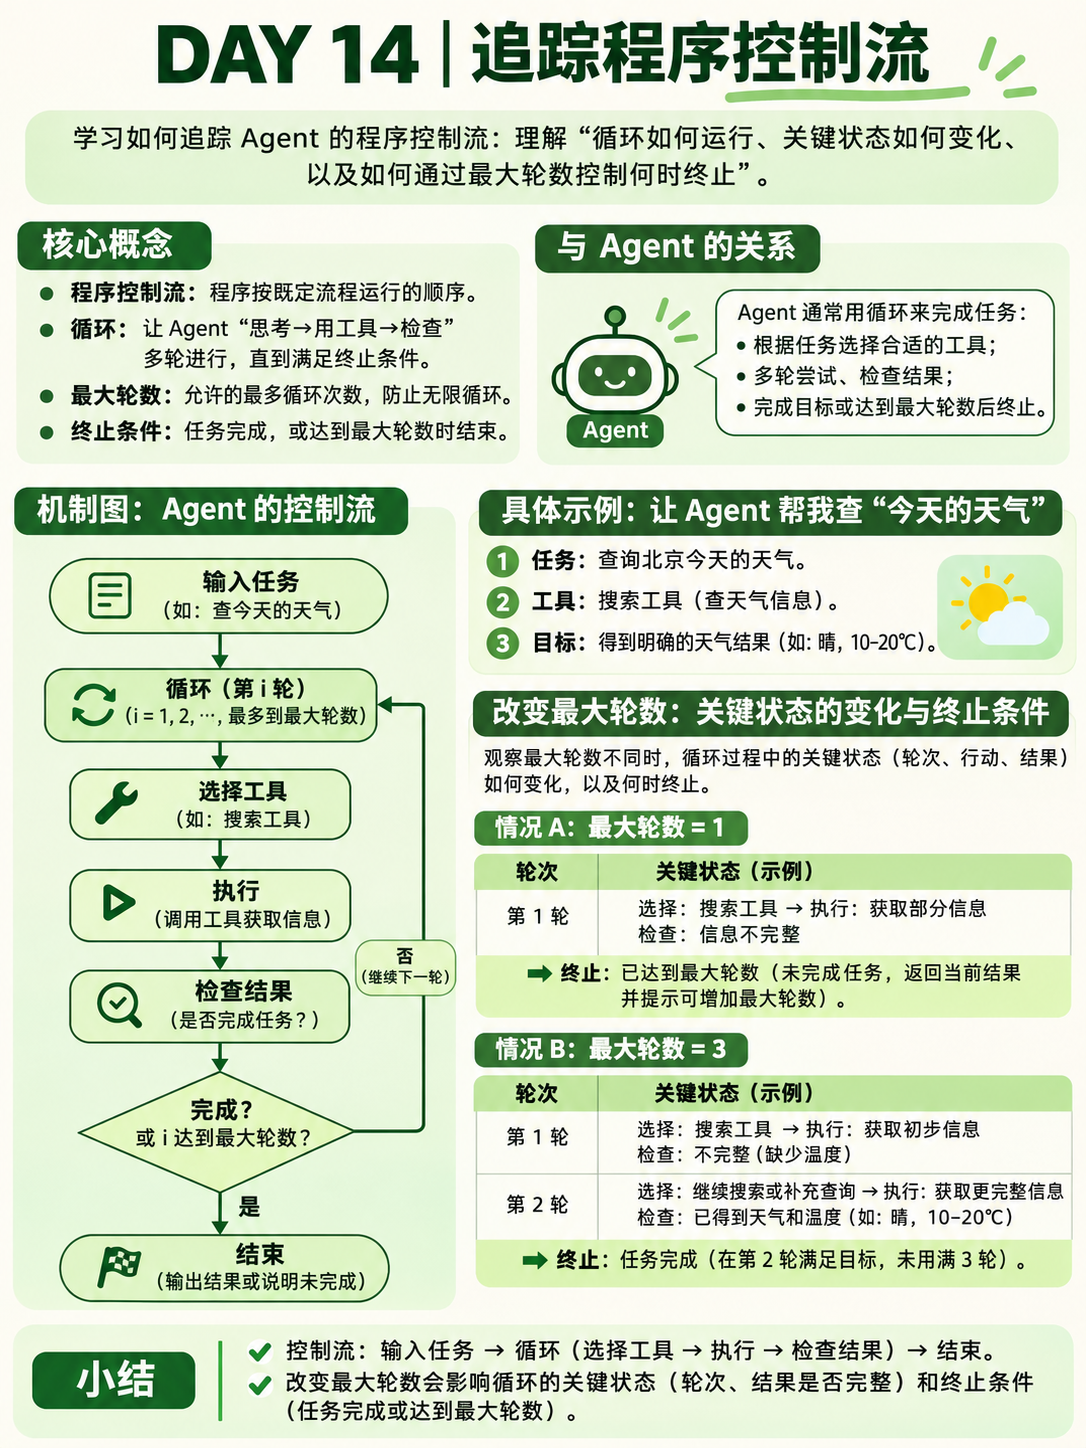 DAY 14 | 追踪程序控制流
学习如何追踪 Agent 的程序控制流：理解“循环如何运行、关键状态如何变化、
以及如何通过最大轮数控制何时终止”。
核心概念
● 程序控制流：程序按既定流程运行的顺序。
● 循环：让 Agent“思考→用工具→检查”
多轮进行，直到满足终止条件。
● 最大轮数：允许的最多循环次数，防止无限循环。
● 终止条件：任务完成，或达到最大轮数时结束。
与 Agent 的关系
Agent
Agent 通常用循环来完成任务：
• 根据任务选择合适的工具；
• 多轮尝试、检查结果；
• 完成目标或达到最大轮数后终止。
机制图：Agent 的控制流
输入任务
（如：查今天的天气）
循环（第 i 轮）
（i = 1, 2, …, 最多到最大轮数）
选择工具
（如：搜索工具）
执行
（调用工具获取信息）
检查结果
（是否完成任务？）
否
（继续下一轮）
完成？
或 i 达到最大轮数？
是
结束
（输出结果或说明未完成）
具体示例：让 Agent 帮我查“今天的天气”
1 任务：查询北京今天的天气。
2 工具：搜索工具（查天气信息）。
3 目标：得到明确的天气结果（如: 晴, 10–20℃）。
改变最大轮数：关键状态的变化与终止条件
观察最大轮数不同时，循环过程中的关键状态（轮次、行动、结果）
如何变化，以及何时终止。
情况 A：最大轮数 = 1
轮次 关键状态（示例）
第 1 轮
选择：搜索工具 → 执行：获取部分信息
检查：信息不完整
➡ 终止：已达到最大轮数（未完成任务，返回当前结果
并提示可增加最大轮数）。
情况 B：最大轮数 = 3
轮次 关键状态（示例）
第 1 轮
选择：搜索工具 → 执行：获取初步信息
检查：不完整（缺少温度）
第 2 轮
选择：继续搜索或补充查询 → 执行：获取更完整信息
检查：已得到天气和温度（如: 晴，10–20℃）
➡ 终止：任务完成（在第 2 轮满足目标，未用满 3 轮）。
小结
控制流：输入任务 → 循环（选择工具 → 执行 → 检查结果）→ 结束。
改变最大轮数会影响循环的关键状态（轮次、结果是否完整）和终止条件
（任务完成或达到最大轮数）。